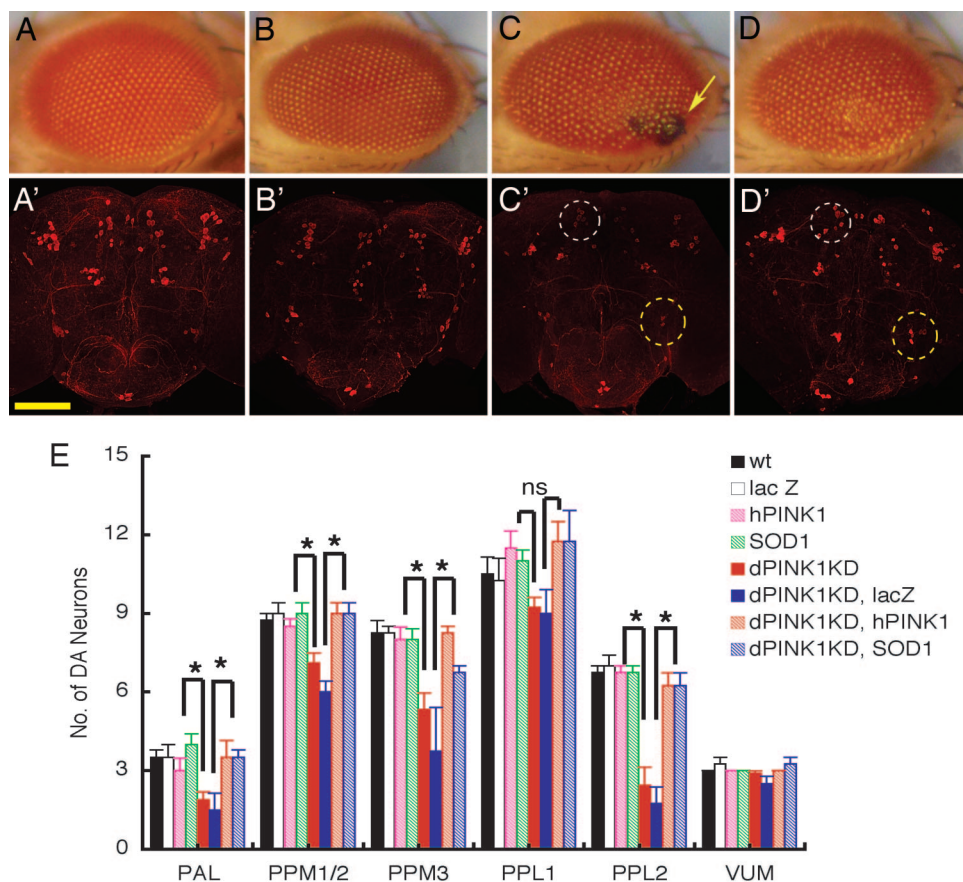 A B C D
A' B' C' D'
E
15
12
9
6
3
0
No. of DA Neurons
* * * * * * ns * *
PAL PPM1/2 PPM3 PPL1 PPL2 VUM
wt
lac Z
hPINK1
SOD1
dPINK1KD
dPINK1KD, lacZ
dPINK1KD, hPINK1
dPINK1KD, SOD1